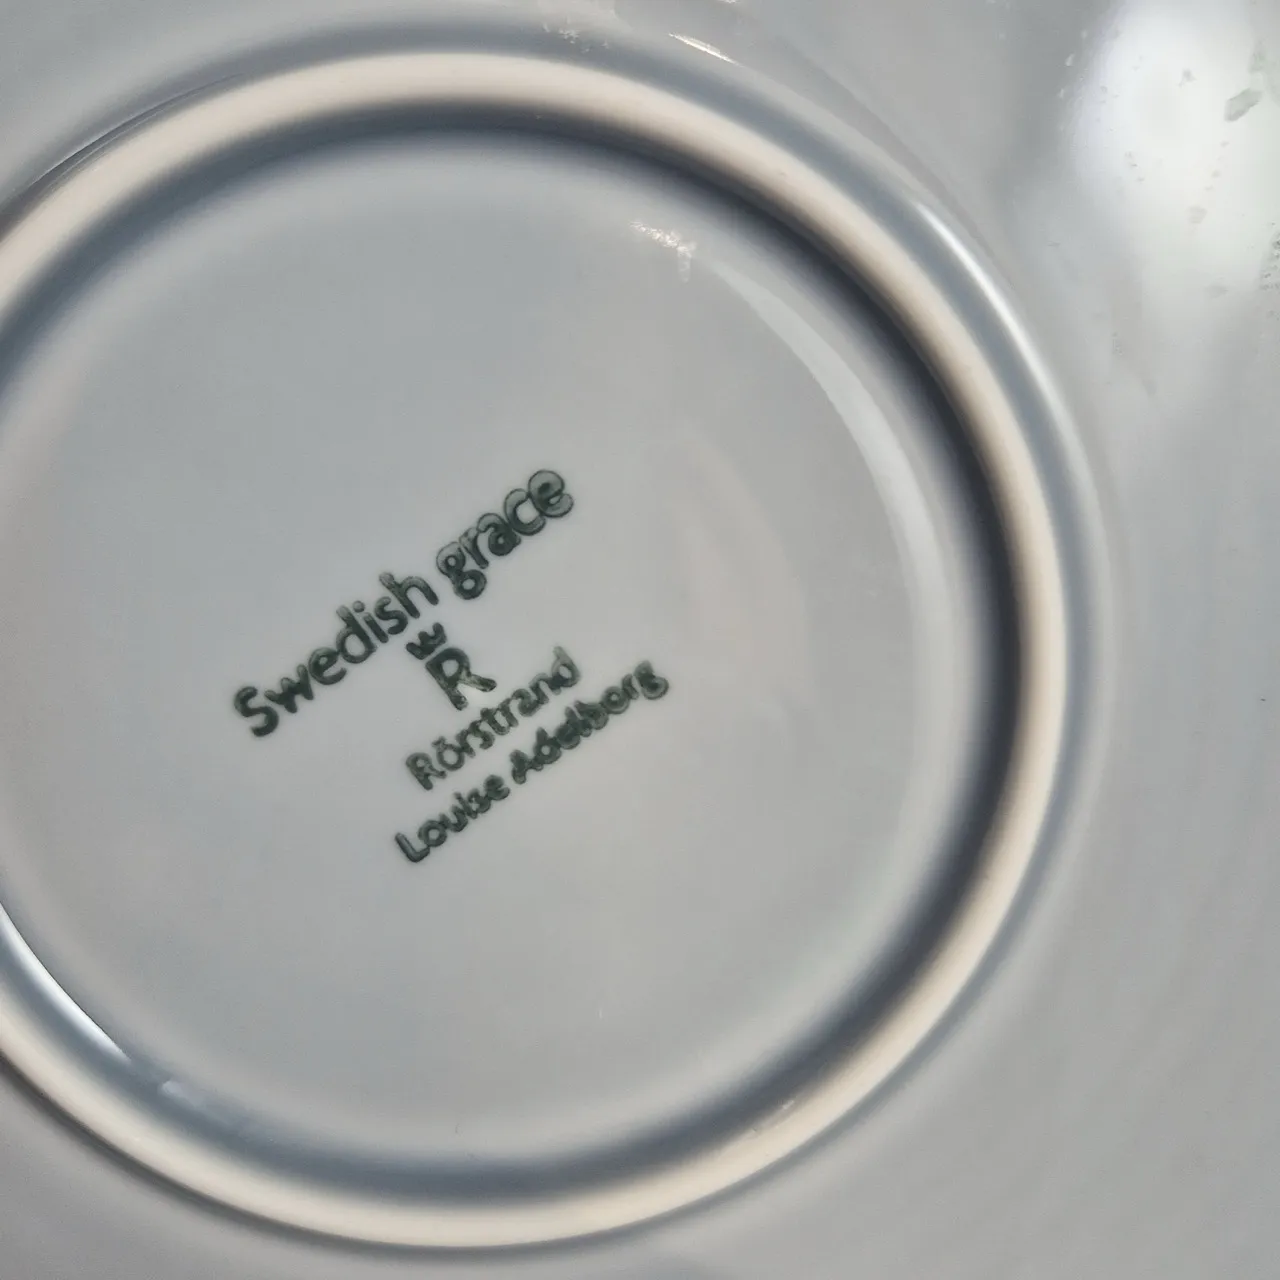 Swedish grace
R
Rörstrand
Louise Adelborg